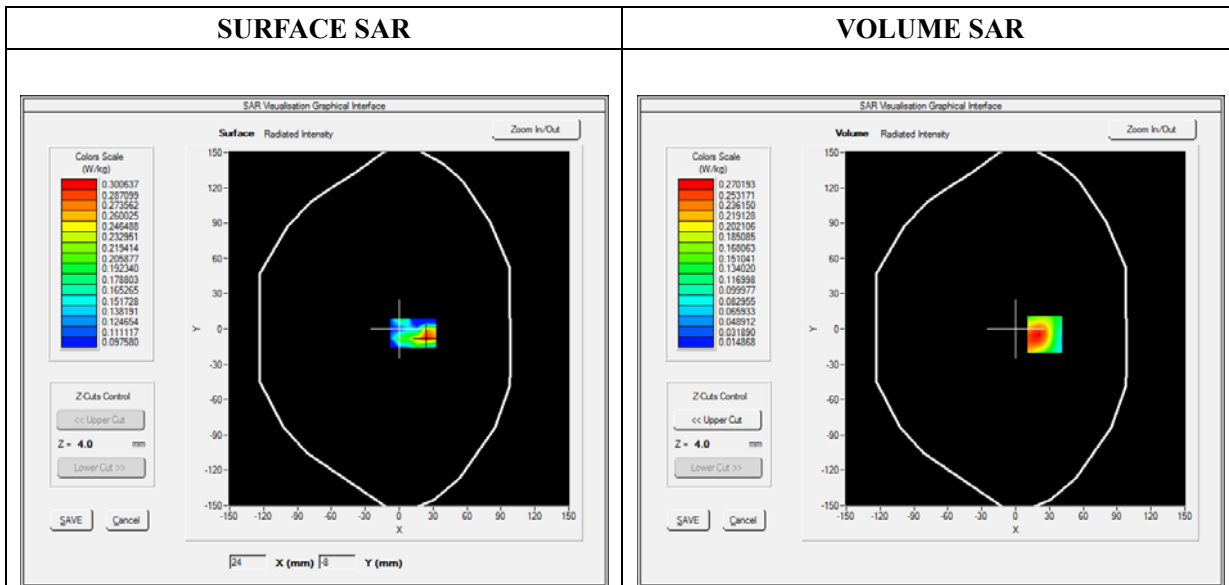 SURFACE SAR
VOLUME SAR
SAR Visualisation Graphical Interface
Surface Radiated Intensity
Zoom In/Out
Colors Scale
(W/kg)
0.300637
0.287099
0.273562
0.260025
0.246488
0.232951
0.219414
0.205877
0.192340
0.178803
0.165265
0.151728
0.138191
0.124654
0.111117
0.097580
Z-Cuts Control
<< Upper Cut
Z = 4.0 mm
Lower Cut >>
SAVE Cancel
150
120
90
60
30
0
-30
-60
-90
-120
-150
Y
-150 -120 -90 -60 -30 0 30 60 90 120 150
X
24 X (mm) -8 Y (mm)
SAR Visualisation Graphical Interface
Volume Radiated Intensity
Zoom In/Out
Colors Scale
(W/kg)
0.270193
0.253171
0.236150
0.219128
0.202106
0.185085
0.168063
0.151041
0.134020
0.116998
0.099977
0.082955
0.065933
0.048912
0.031890
0.014868
Z-Cuts Control
<< Upper Cut
Z = 4.0 mm
Lower Cut >>
SAVE Cancel
150
120
90
60
30
0
-30
-60
-90
-120
-150
Y
-150 -120 -90 -60 -30 0 30 60 90 120 150
X